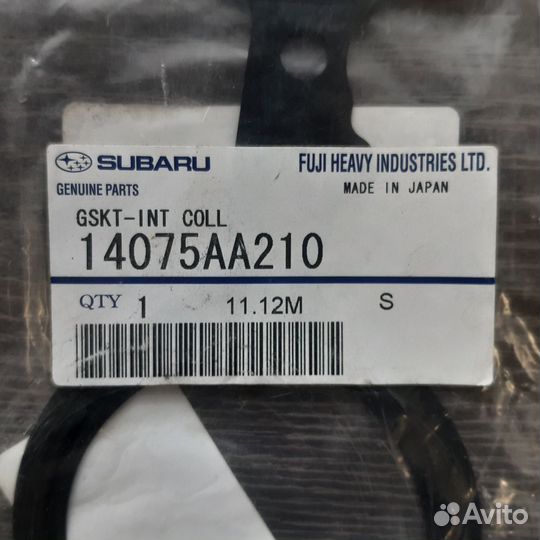 SUBARU FUJI HEAVY INDUSTRIES LTD.
GENUINE PARTS MADE IN JAPAN
GSKT-INT COLL
14075AA210
QTY 1 11.12M S
Avito